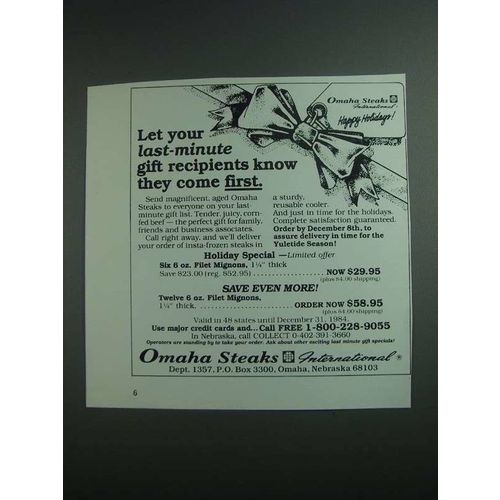 Omaha Steaks
International
Happy Holidays!
Let your
last-minute
gift recipients know
they come first.
Send magnificent, aged Omaha
Steaks to everyone on your last
minute gift list. Tender, juicy, corn-
fed beef — the perfect gift for family,
friends and business associates.
Call right away, and we'll deliver
your order of insta-frozen steaks in
a sturdy,
reusable cooler.
And just in time for the holidays.
Complete satisfaction guaranteed.
Order by December 8th, to
assure delivery in time for the
Yuletide Season!
Holiday Special —Limited offer
Six 6 oz. Filet Mignons, 1¼" thick
Save $23.00 (reg. $52.95) .......................... NOW $29.95
(plus $4.00 shipping)
SAVE EVEN MORE!
Twelve 6 oz. Filet Mignons,
1¼" thick. .............................. ORDER NOW $58.95
(plus $4.00 shipping)
Valid in 48 states until December 31, 1984.
Use major credit cards and... Call FREE 1-800-228-9055
In Nebraska, call COLLECT 0-402-391-3660
Operators are standing by to take your order. Ask about other exciting last minute gift specials!
Omaha Steaks International®
Dept. 1357, P.O. Box 3300, Omaha, Nebraska 68103
6